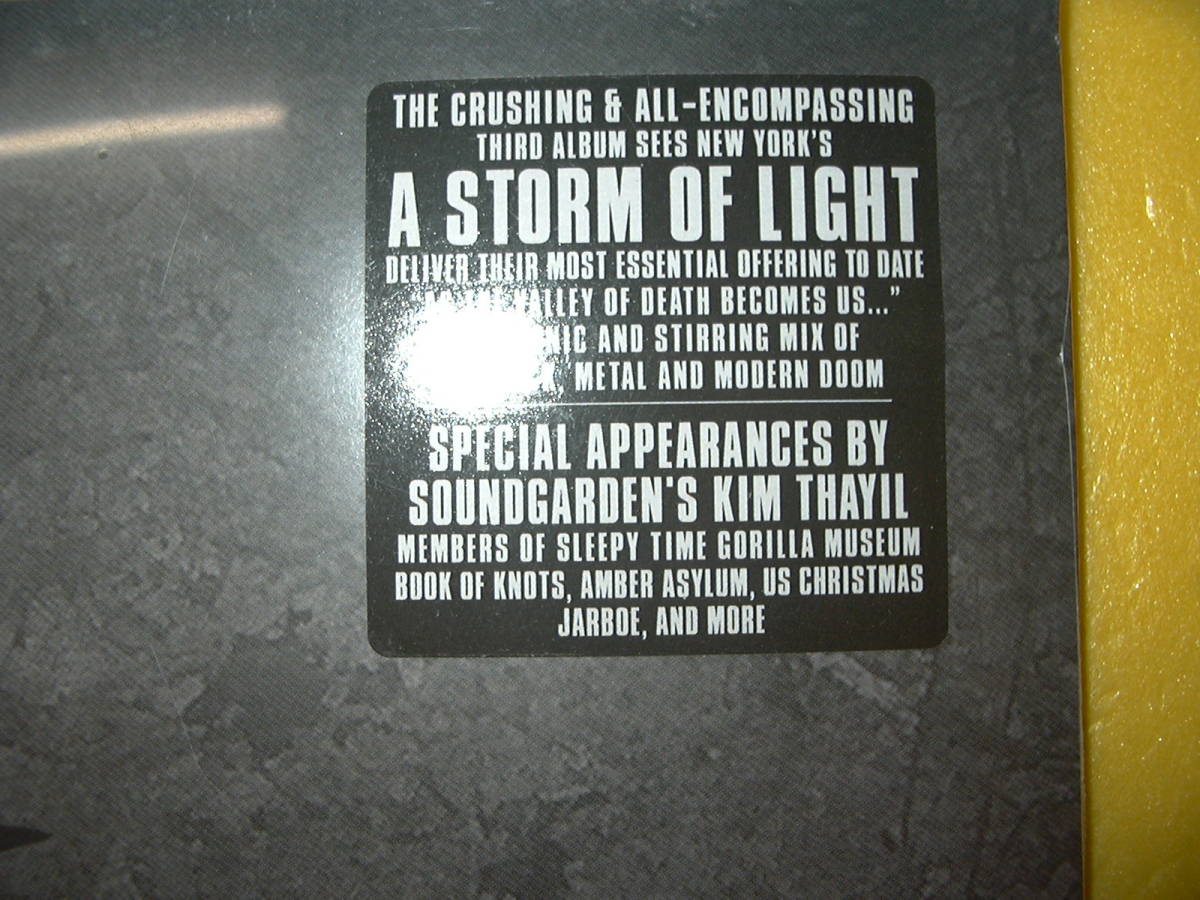 THE CRUSHING & ALL-ENCOMPASSING
THIRD ALBUM SEES NEW YORK'S
A STORM OF LIGHT
DELIVER THEIR MOST ESSENTIAL OFFERING TO DATE
VALLEY OF DEATH BECOMES US..."
AND STIRRING MIX OF
METAL AND MODERN DOOM
SPECIAL APPEARANCES BY
SOUNDGARDEN'S KIM THAYIL
MEMBERS OF SLEEPY TIME GORILLA MUSEUM
BOOK OF KNOTS, AMBER ASYLUM, US CHRISTMAS
JARBOE, AND MORE